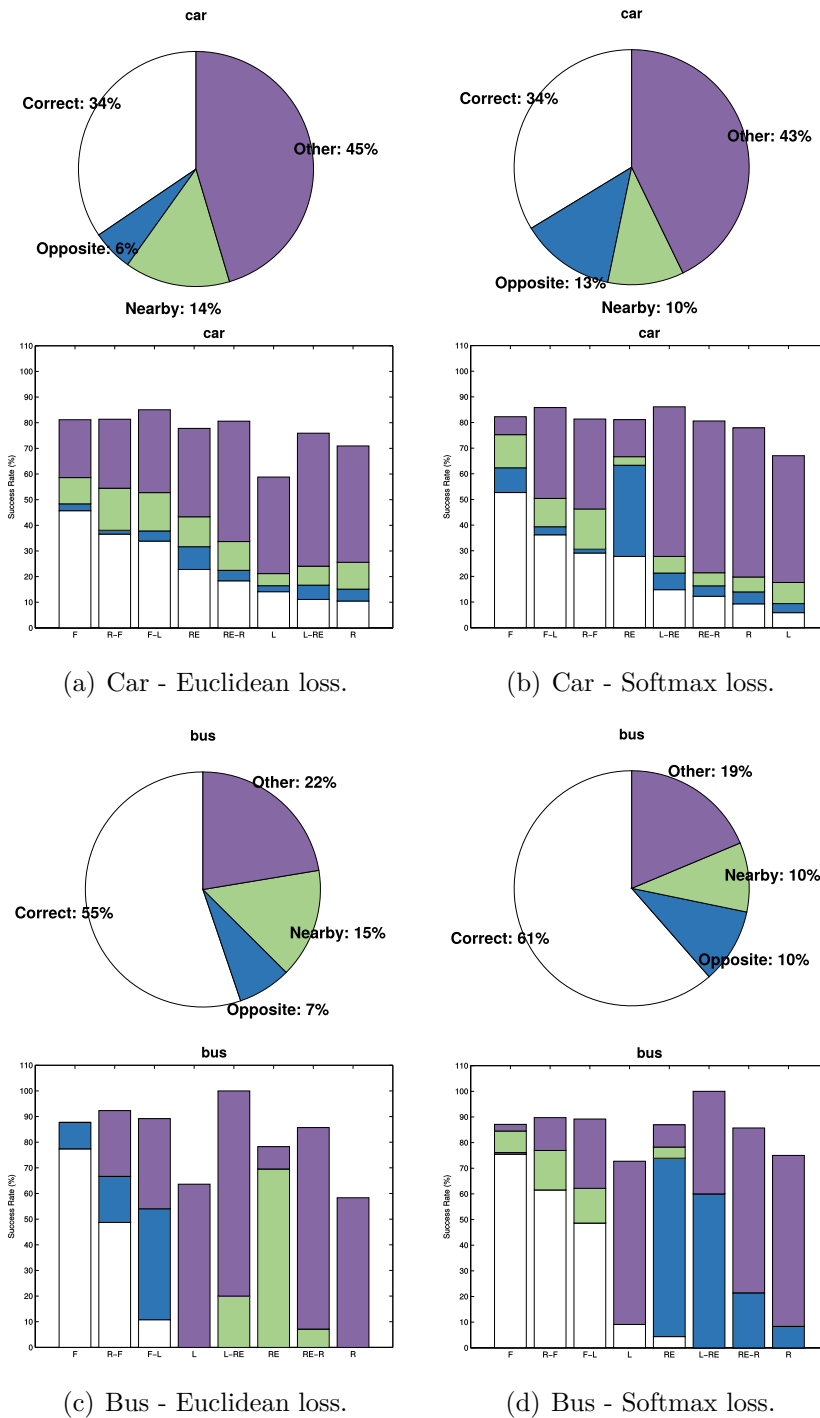 car
Correct: 34%
Other: 45%
Opposite: 6%
Nearby: 14%
car
Correct: 34%
Other: 43%
Opposite: 13%
Nearby: 10%
car
110
100
90
80
70
60
50
40
30
20
10
0
Success Rate (%)
F R-F F-L RE RE-R L L-RE R
(a) Car - Euclidean loss.
car
110
100
90
80
70
60
50
40
30
20
10
0
Success Rate (%)
F F-L R-F RE L-RE RE-R R L
(b) Car - Softmax loss.
bus
Other: 22%
Correct: 55%
Nearby: 15%
Opposite: 7%
bus
Other: 19%
Nearby: 10%
Correct: 61%
Opposite: 10%
bus
110
100
90
80
70
60
50
40
30
20
10
0
Success Rate (%)
F R-F F-L L L-RE RE RE-R R
(c) Bus - Euclidean loss.
bus
110
100
90
80
70
60
50
40
30
20
10
0
Success Rate (%)
F R-F F-L L RE L-RE RE-R R
(d) Bus - Softmax loss.